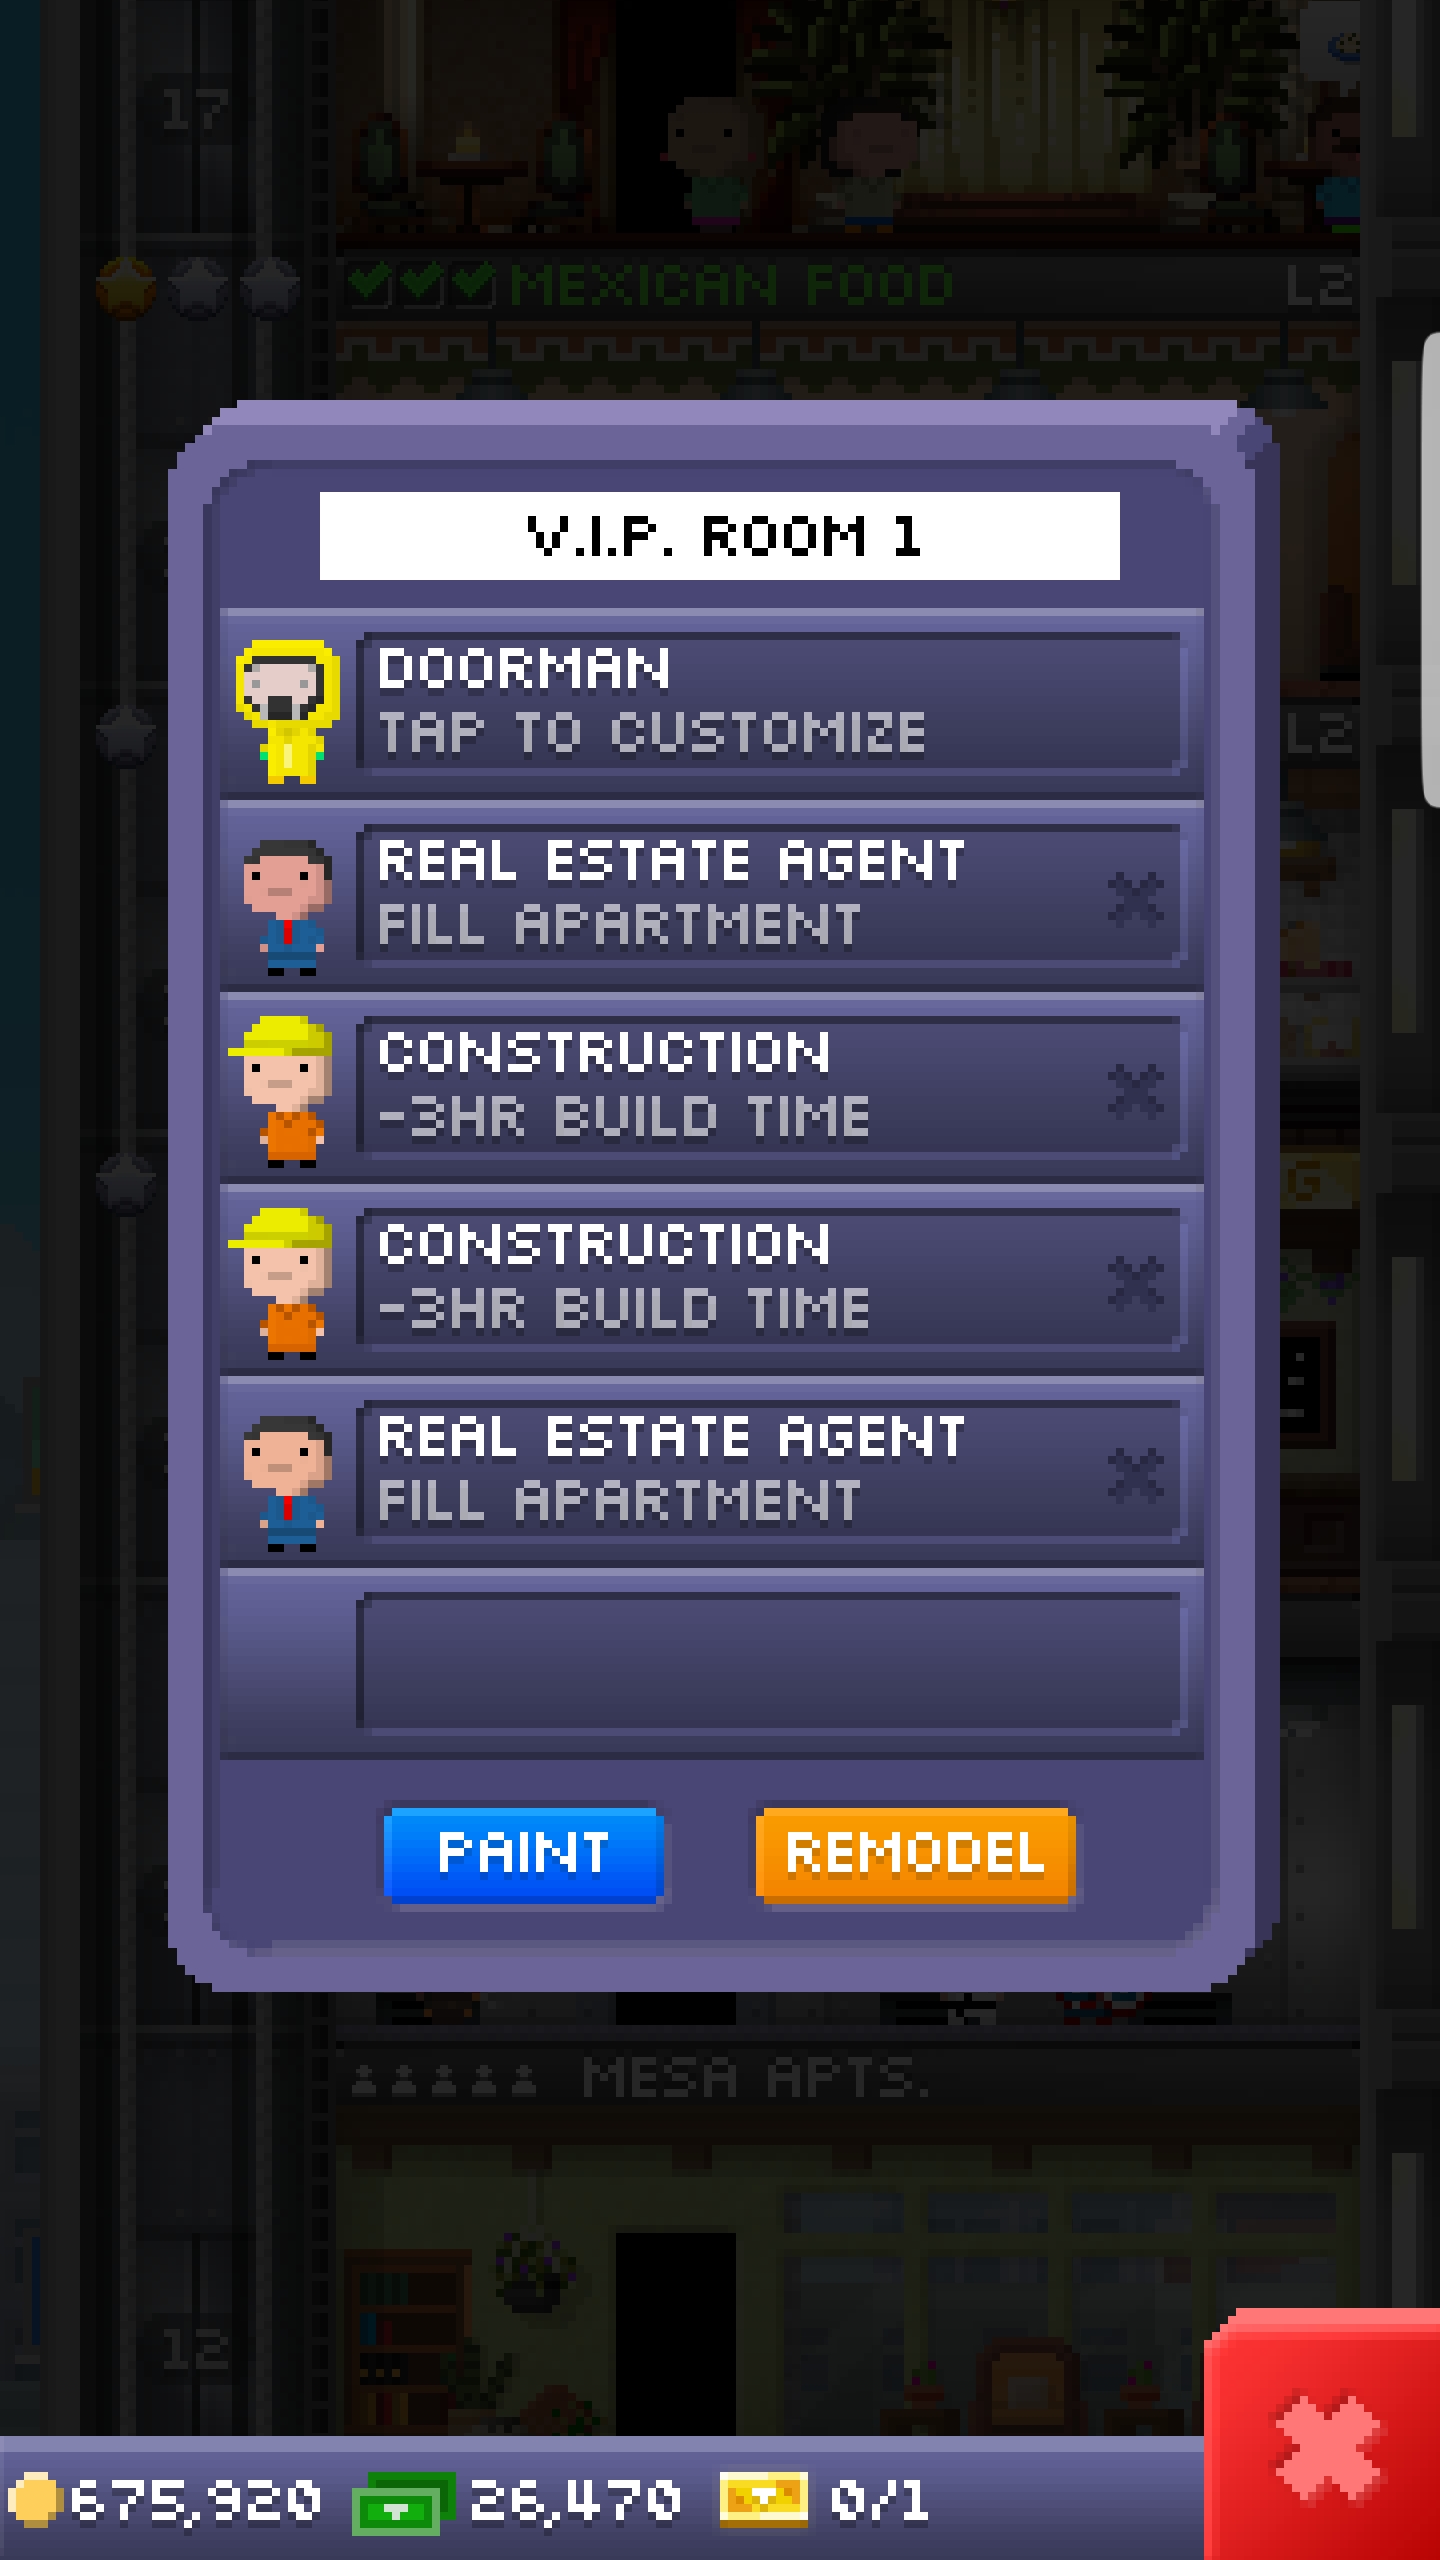 17
MEXICAN FOOD
L2
V.I.P. ROOM 1
DOORMAN
TAP TO CUSTOMIZE
L2
REAL ESTATE AGENT
FILL APARTMENT
CONSTRUCTION
-3HR BUILD TIME
CONSTRUCTION
-3HR BUILD TIME
REAL ESTATE AGENT
FILL APARTMENT
PAINT
REMODEL
MESA APTS.
12
675,920
26,470
0/1